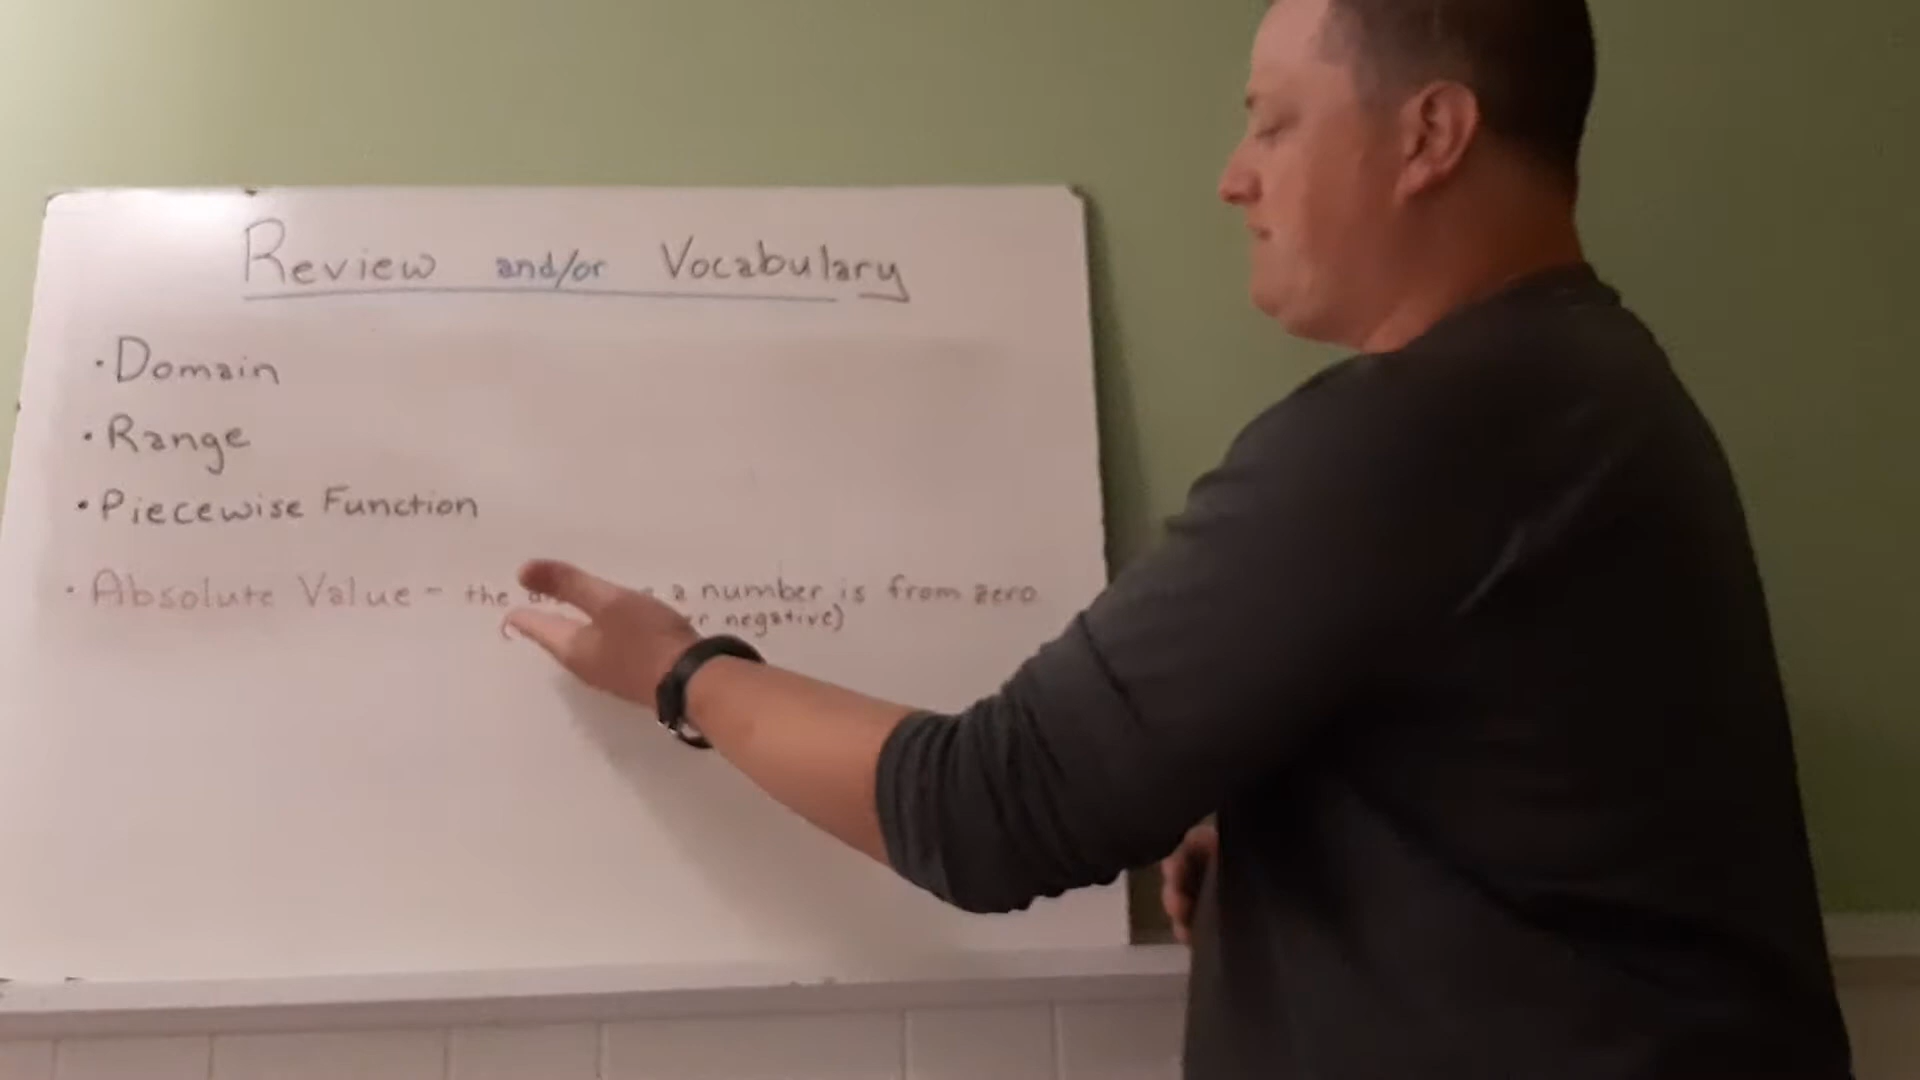 Review and/or Vocabulary
• Domain
• Range
• Piecewise Function
• Absolute Value - the a number is from zero
negative)